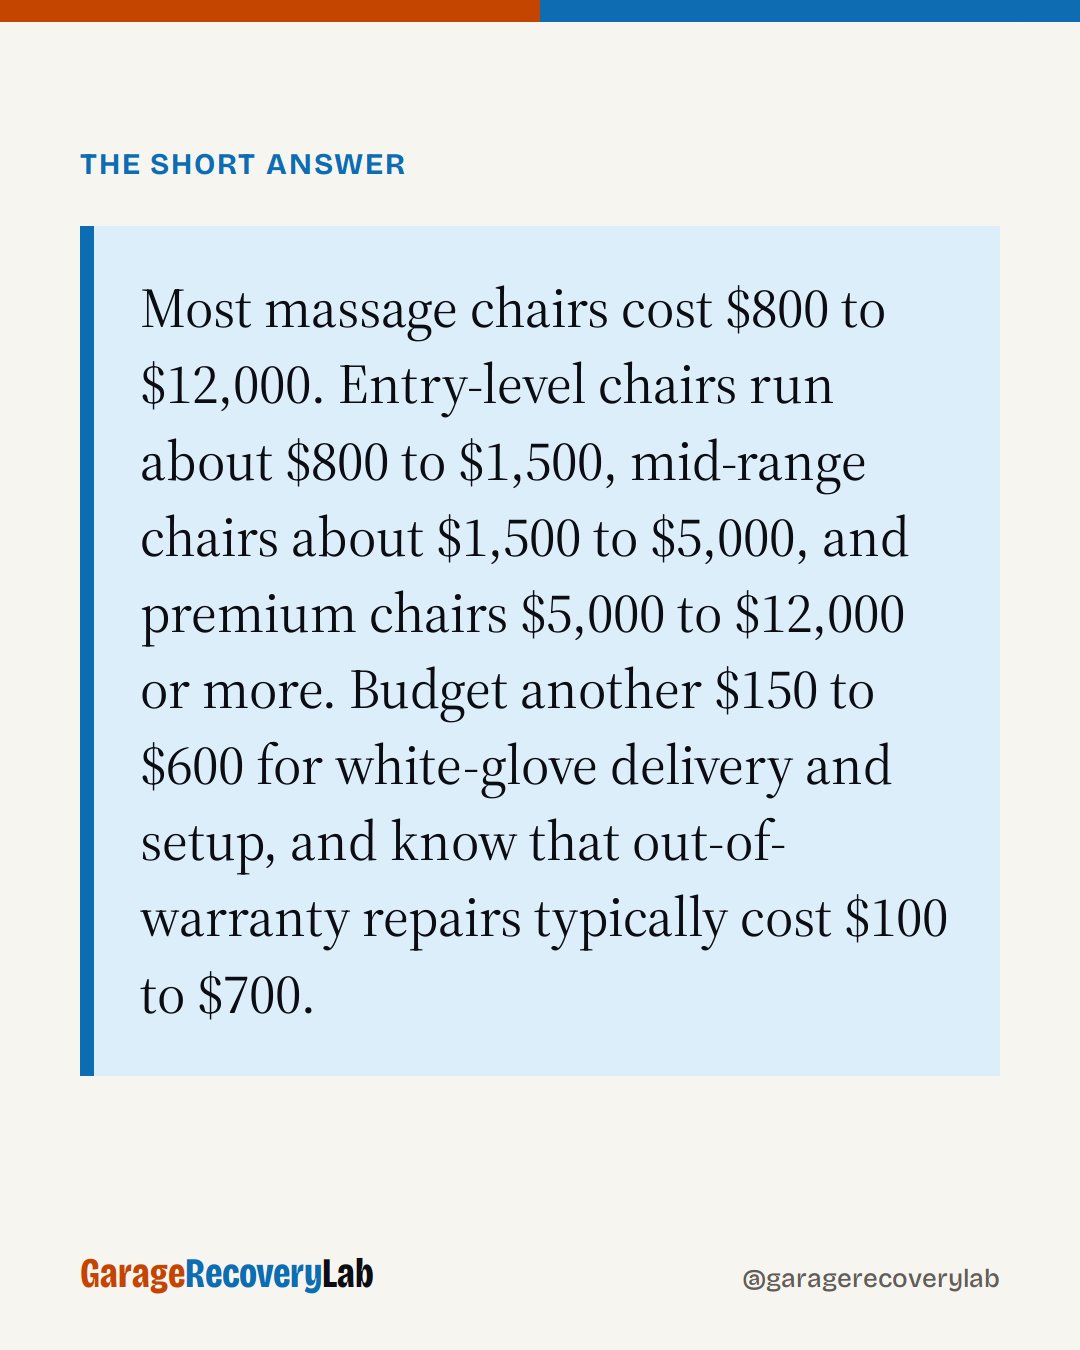 THE SHORT ANSWER
Most massage chairs cost $800 to
$12,000. Entry-level chairs run
about $800 to $1,500, mid-range
chairs about $1,500 to $5,000, and
premium chairs $5,000 to $12,000
or more. Budget another $150 to
$600 for white-glove delivery and
setup, and know that out-of-
warranty repairs typically cost $100
to $700.
GarageRecoveryLab
@garagerecoverylab